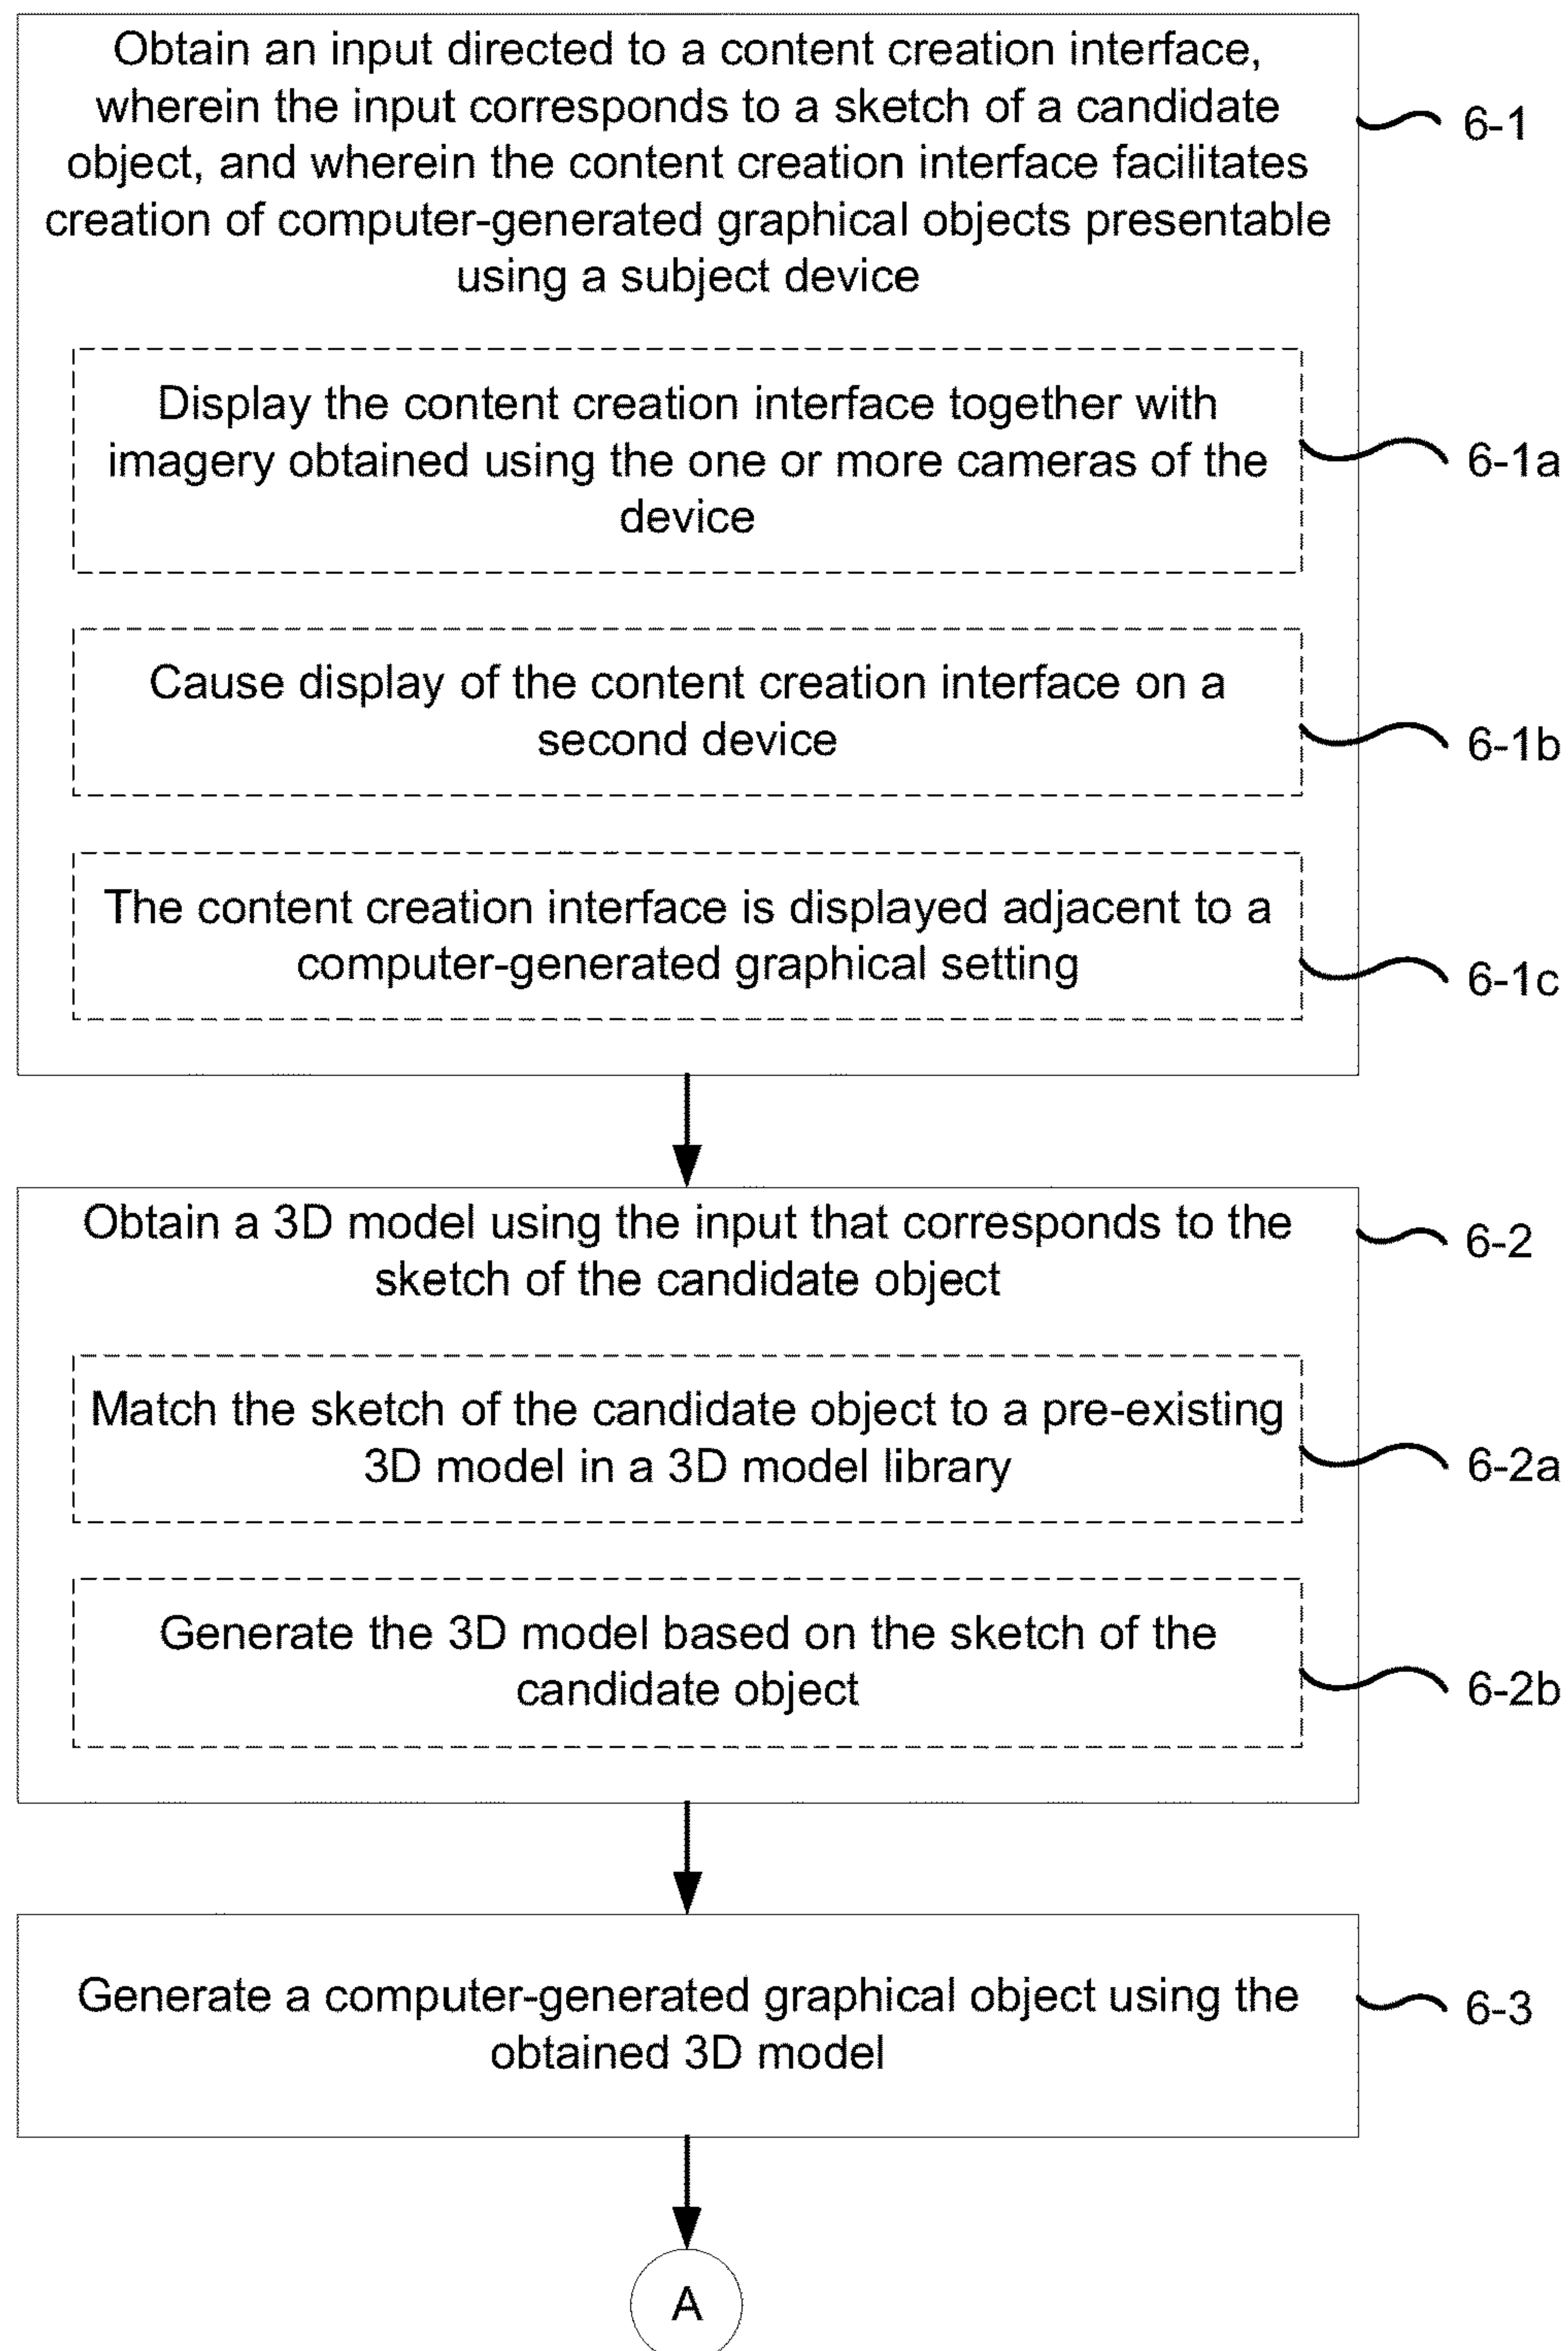 Obtain an input directed to a content creation interface,
wherein the input corresponds to a sketch of a candidate
object, and wherein the content creation interface facilitates
creation of computer-generated graphical objects presentable
using a subject device
6-1
Display the content creation interface together with
imagery obtained using the one or more cameras of the
device
6-1a
Cause display of the content creation interface on a
second device
6-1b
The content creation interface is displayed adjacent to a
computer-generated graphical setting
6-1c
Obtain a 3D model using the input that corresponds to the
sketch of the candidate object
6-2
Match the sketch of the candidate object to a pre-existing
3D model in a 3D model library
6-2a
Generate the 3D model based on the sketch of the
candidate object
6-2b
Generate a computer-generated graphical object using the
obtained 3D model
6-3
A